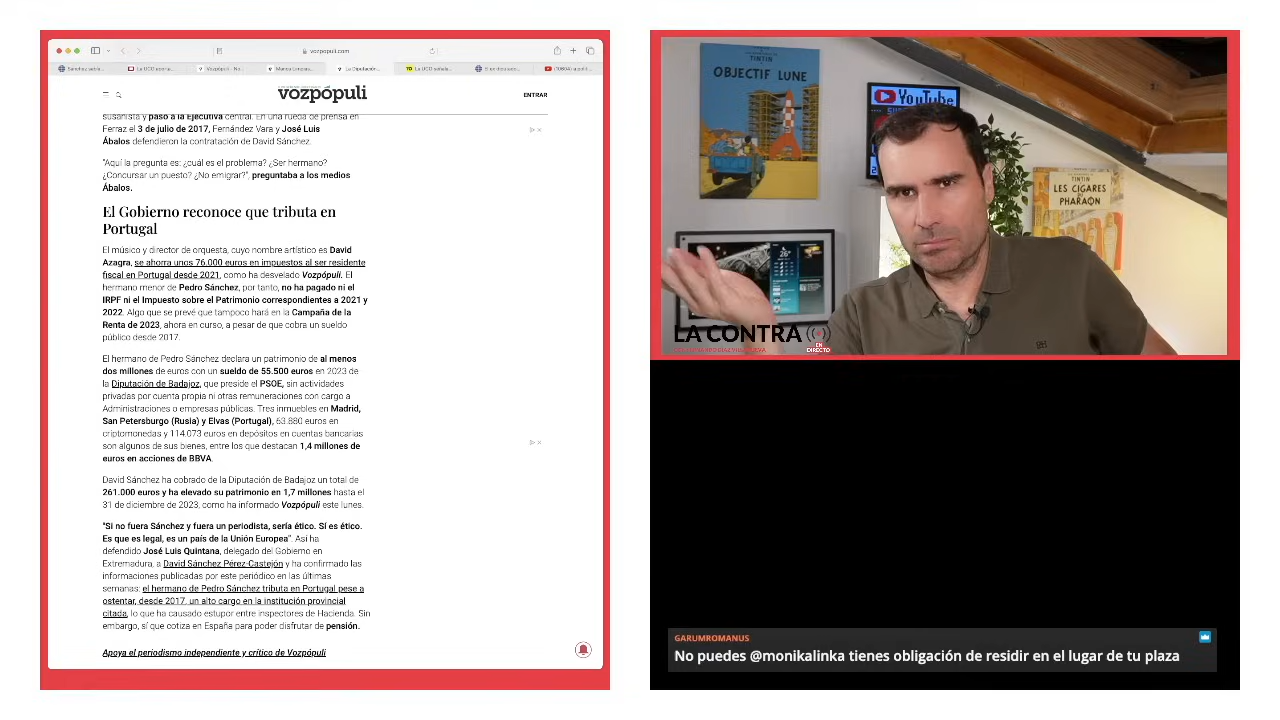 vozpopuli.com
Sánchez sabía...
La UCO aporta...
Vozpópuli - No...
La Diputación...
La UCO señala...
vozpópuli
ENTRAR
susanista y pasó a la Ejecutiva central. En una rueda de prensa en
Ferraz el 3 de julio de 2017, Fernández Vara y José Luis
Ábalos defendieron la contratación de David Sánchez.
"Aquí la pregunta es: ¿cuál es el problema? ¿Ser hermano?
¿Concursar un puesto? ¿No emigrar?", preguntaba a los medios
Ábalos.
El Gobierno reconoce que tributa en
Portugal
El músico y director de orquesta, cuyo nombre artístico es David
Azagra, se ahorra unos 76.000 euros en impuestos al ser residente
fiscal en Portugal desde 2021, como ha desvelado Vozpópuli. El
hermano menor de Pedro Sánchez, por tanto, no ha pagado ni el
IRPF ni el Impuesto sobre el Patrimonio correspondientes a 2021 y
2022. Algo que se prevé que tampoco hará en la Campaña de la
Renta de 2023, ahora en curso, a pesar de que cobra un sueldo
público desde 2017.
El hermano de Pedro Sánchez declara un patrimonio de al menos
dos millones de euros con un sueldo de 55.500 euros en 2023 de
la Diputación de Badajoz, que preside el PSOE, sin actividades
privadas por cuenta propia ni otras remuneraciones con cargo a
Administraciones o empresas públicas. Tres inmuebles en Madrid,
San Petersburgo (Rusia) y Elvas (Portugal), 63.880 euros en
criptomonedas y 114.073 euros en depósitos en cuentas bancarias
son algunos de sus bienes, entre los que destacan 1,4 millones de
euros en acciones de BBVA.
David Sánchez ha cobrado de la Diputación de Badajoz un total de
261.000 euros y ha elevado su patrimonio en 1,7 millones hasta el
31 de diciembre de 2023, como ha informado Vozpópuli este lunes.
"Si no fuera Sánchez y fuera un periodista, sería ético. Sí es ético.
Es que es legal, es un país de la Unión Europea". Así ha
defendido José Luis Quintana, delegado del Gobierno en
Extremadura, a David Sánchez Pérez-Castejón y ha confirmado las
informaciones publicadas por este periódico en las últimas
semanas: el hermano de Pedro Sánchez tributa en Portugal pese a
ostentar, desde 2017, un alto cargo en la institución provincial
citada, lo que ha causado estupor entre inspectores de Hacienda. Sin
embargo, sí que cotiza en España para poder disfrutar de pensión.
Apoya el periodismo independiente y crítico de Vozpópuli
TINTIN
OBJECTIF LUNE
YouTube
TINTIN
LES CIGARES
DU
PHARAON
26°
LA CONTRA
EN
DIRECTO
GARUMROMANUS
No puedes @monikalinka tienes obligación de residir en el lugar de tu plaza